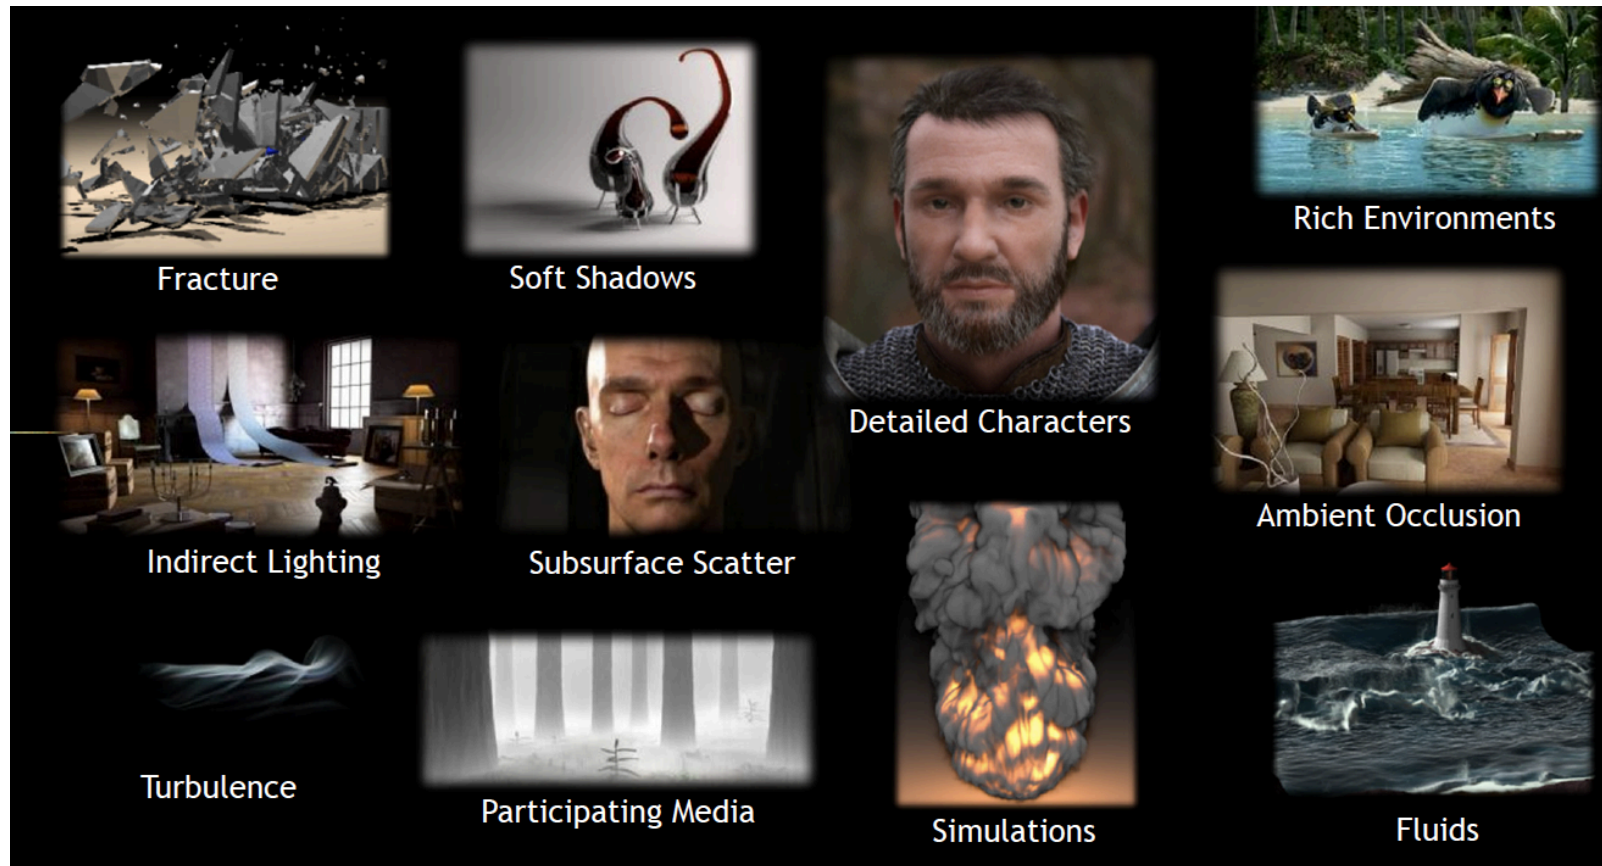 Fracture
Soft Shadows
Detailed Characters
Rich Environments
Indirect Lighting
Subsurface Scatter
Ambient Occlusion
Turbulence
Participating Media
Simulations
Fluids